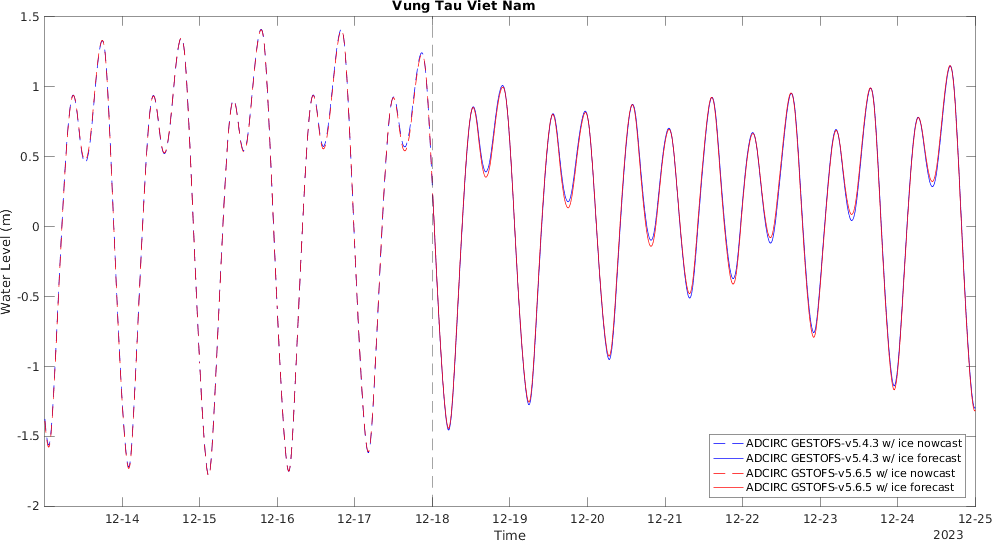 Vung Tau Viet Nam
1.5
1
0.5
0
-0.5
-1
-1.5
-2
Water Level (m)
12-14 12-15 12-16 12-17 12-18 12-19 12-20 12-21 12-22 12-23 12-24 12-25
Time
2023
ADCIRC GESTOFS-v5.4.3 w/ ice nowcast
ADCIRC GESTOFS-v5.4.3 w/ ice forecast
ADCIRC GSTOFS-v5.6.5 w/ ice nowcast
ADCIRC GSTOFS-v5.6.5 w/ ice forecast